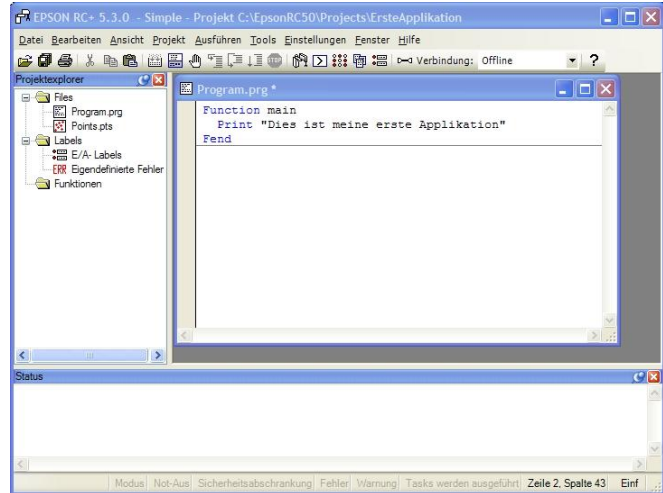 EPSON RC+ 5.3.0 - Simple - Projekt C:\EpsonRC50\Projects\ErsteApplikation
Datei Bearbeiten Ansicht Projekt Ausführen Tools Einstellungen Fenster Hilfe
Verbindung: Offline ?
Projektexplorer
Files
Program.prg
Points.pts
Labels
E/A- Labels
ERR Eigendefinierte Fehler
Funktionen
Program.prg *
Function main
Print "Dies ist meine erste Applikation"
Fend
Status
Modus Not-Aus Sicherheitsabschrankung Fehler Warnung Tasks werden ausgeführt Zeile 2, Spalte 43 Einf